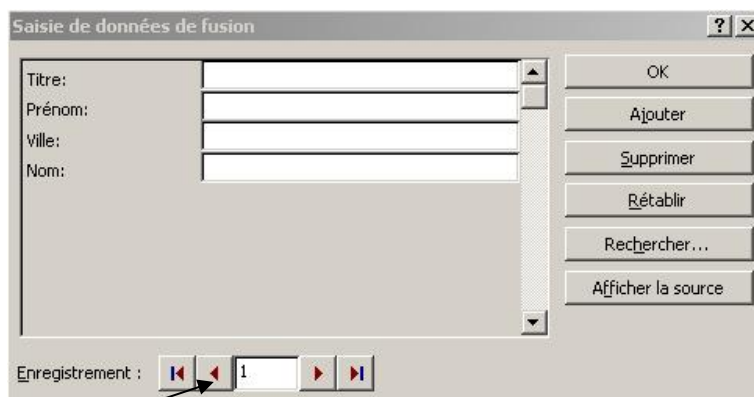 Saisie de données de fusion
Titre:
Prénom:
Ville:
Nom:
OK
Ajouter
Supprimer
Rétablir
Rechercher...
Afficher la source
Enregistrement : 1